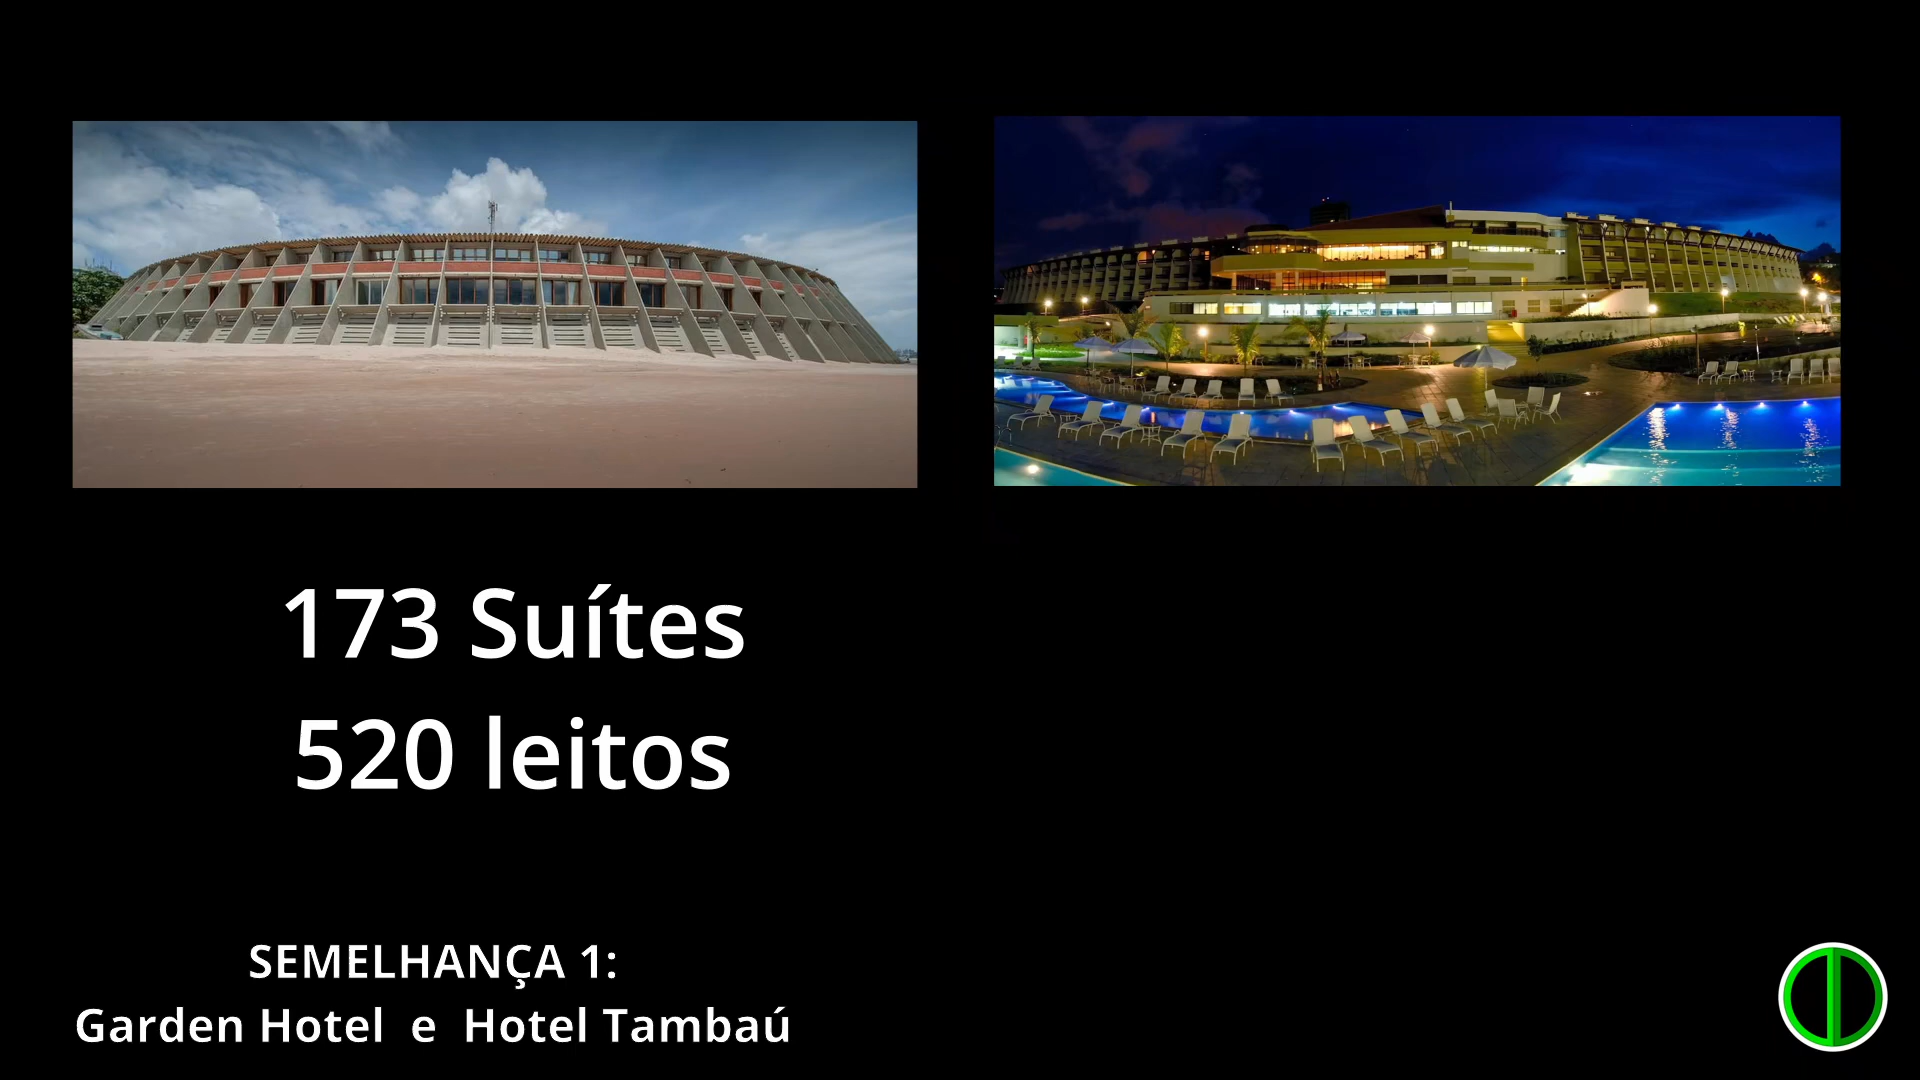 173 Suítes
520 leitos
SEMELHANÇA 1:
Garden Hotel e Hotel Tambaú